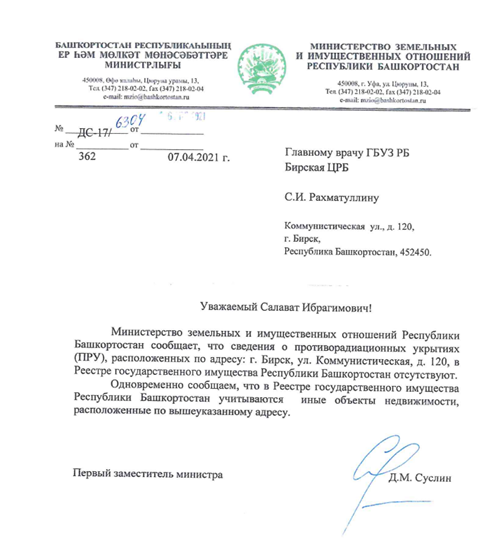 БАШҠОРТОСТАН РЕСПУБЛИКАҺЫНЫҢ
ЕР ҺӘМ МӨЛКӘТ МӨНӘСӘБӘТТӘРЕ
МИНИСТРЛЫҒЫ
450008, Өфө ҡалаһы, Цюрупа урамы, 13,
Тел. (347) 218-02-02, fax (347) 218-02-04
e-mail: mzio@bashkortostan.ru
МИНИСТЕРСТВО ЗЕМЕЛЬНЫХ
И ИМУЩЕСТВЕННЫХ ОТНОШЕНИЙ
РЕСПУБЛИКИ БАШКОРТОСТАН
450008, г. Уфа, ул. Цюрупы, 13,
Тел. (347) 218-02-02, fax (347) 218-02-04
e-mail: mzio@bashkortostan.ru
№ ДС-17/6304 от
на № от
362 07.04.2021 г.
Главному врачу ГБУЗ РБ
Бирская ЦРБ
С.И. Рахматуллину
Коммунистическая ул., д. 120,
г. Бирск,
Республика Башкортостан, 452450.
Уважаемый Салават Ибрагимович!
Министерство земельных и имущественных отношений Республики
Башкортостан сообщает, что сведения о противорадиационных укрытиях
(ПРУ), расположенных по адресу: г. Бирск, ул. Коммунистическая, д. 120, в
Реестре государственного имущества Республики Башкортостан отсутствуют.
Одновременно сообщаем, что в Реестре государственного имущества
Республики Башкортостан учитываются иные объекты недвижимости,
расположенные по вышеуказанному адресу.
Первый заместитель министра
Д.М. Суслин